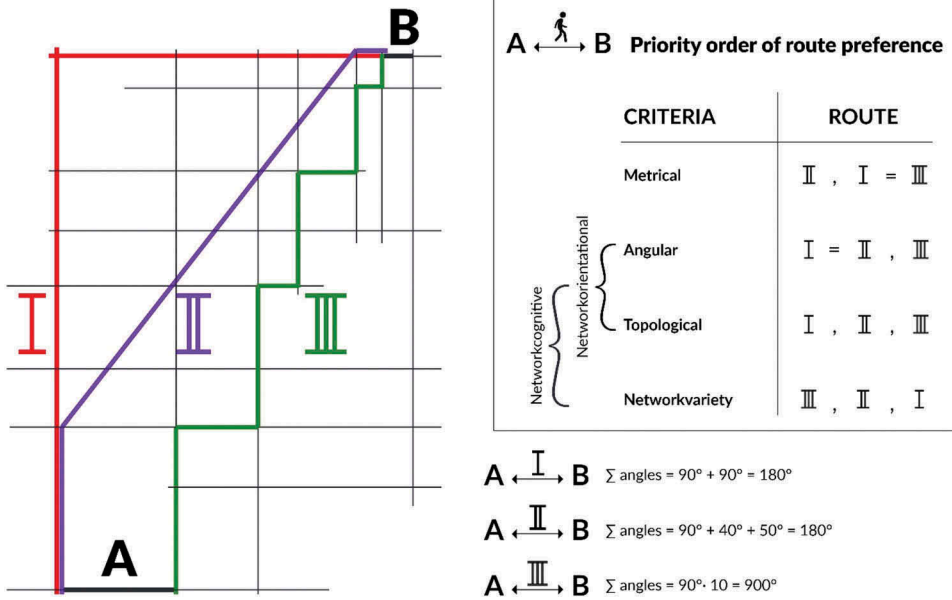 B
I
II
III
A
A B Priority order of route preference
CRITERIA ROUTE
Metrical II , I = III
Angular I = II , III
Topological I , II , III
Networkvariety III , II , I
Networkorientational
Networkcognitive
A I B ∑ angles = 90° + 90° = 180°
A II B ∑ angles = 90° + 40° + 50° = 180°
A III B ∑ angles = 90°· 10 = 900°